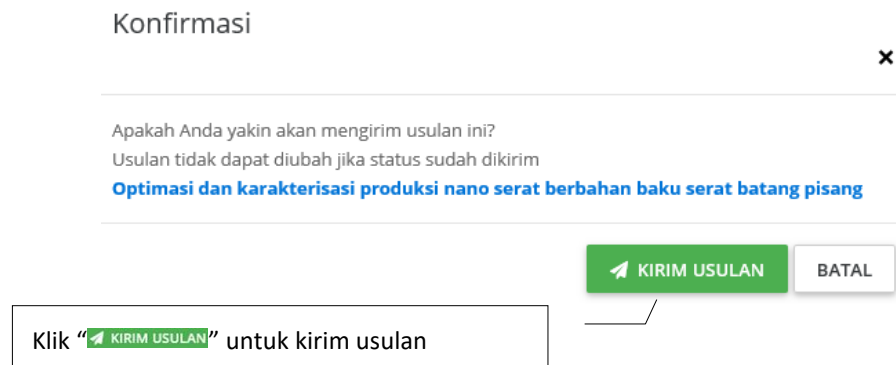 Konfirmasi
×
Apakah Anda yakin akan mengirim usulan ini?
Usulan tidak dapat diubah jika status sudah dikirim
Optimasi dan karakterisasi produksi nano serat berbahan baku serat batang pisang
KIRIM USULAN BATAL
Klik “KIRIM USULAN” untuk kirim usulan